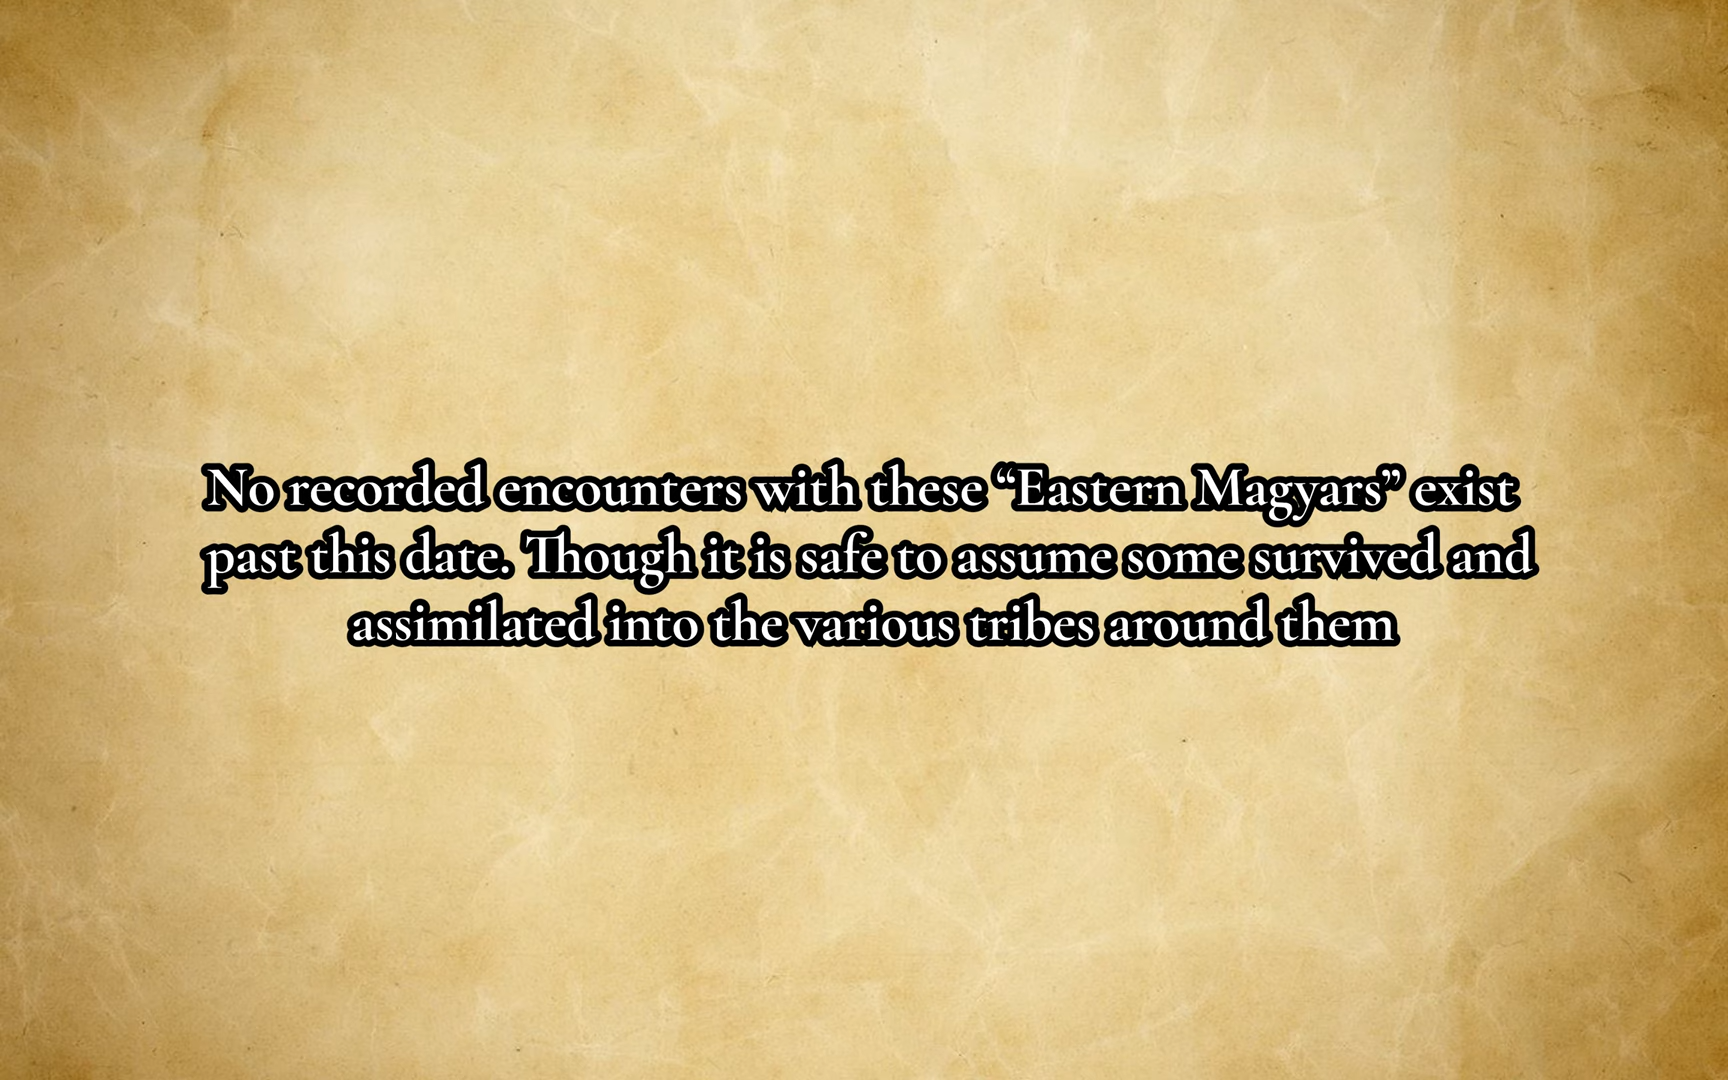 No recorded encounters with these “Eastern Magyars” exist
past this date. Though it is safe to assume some survived and
assimilated into the various tribes around them